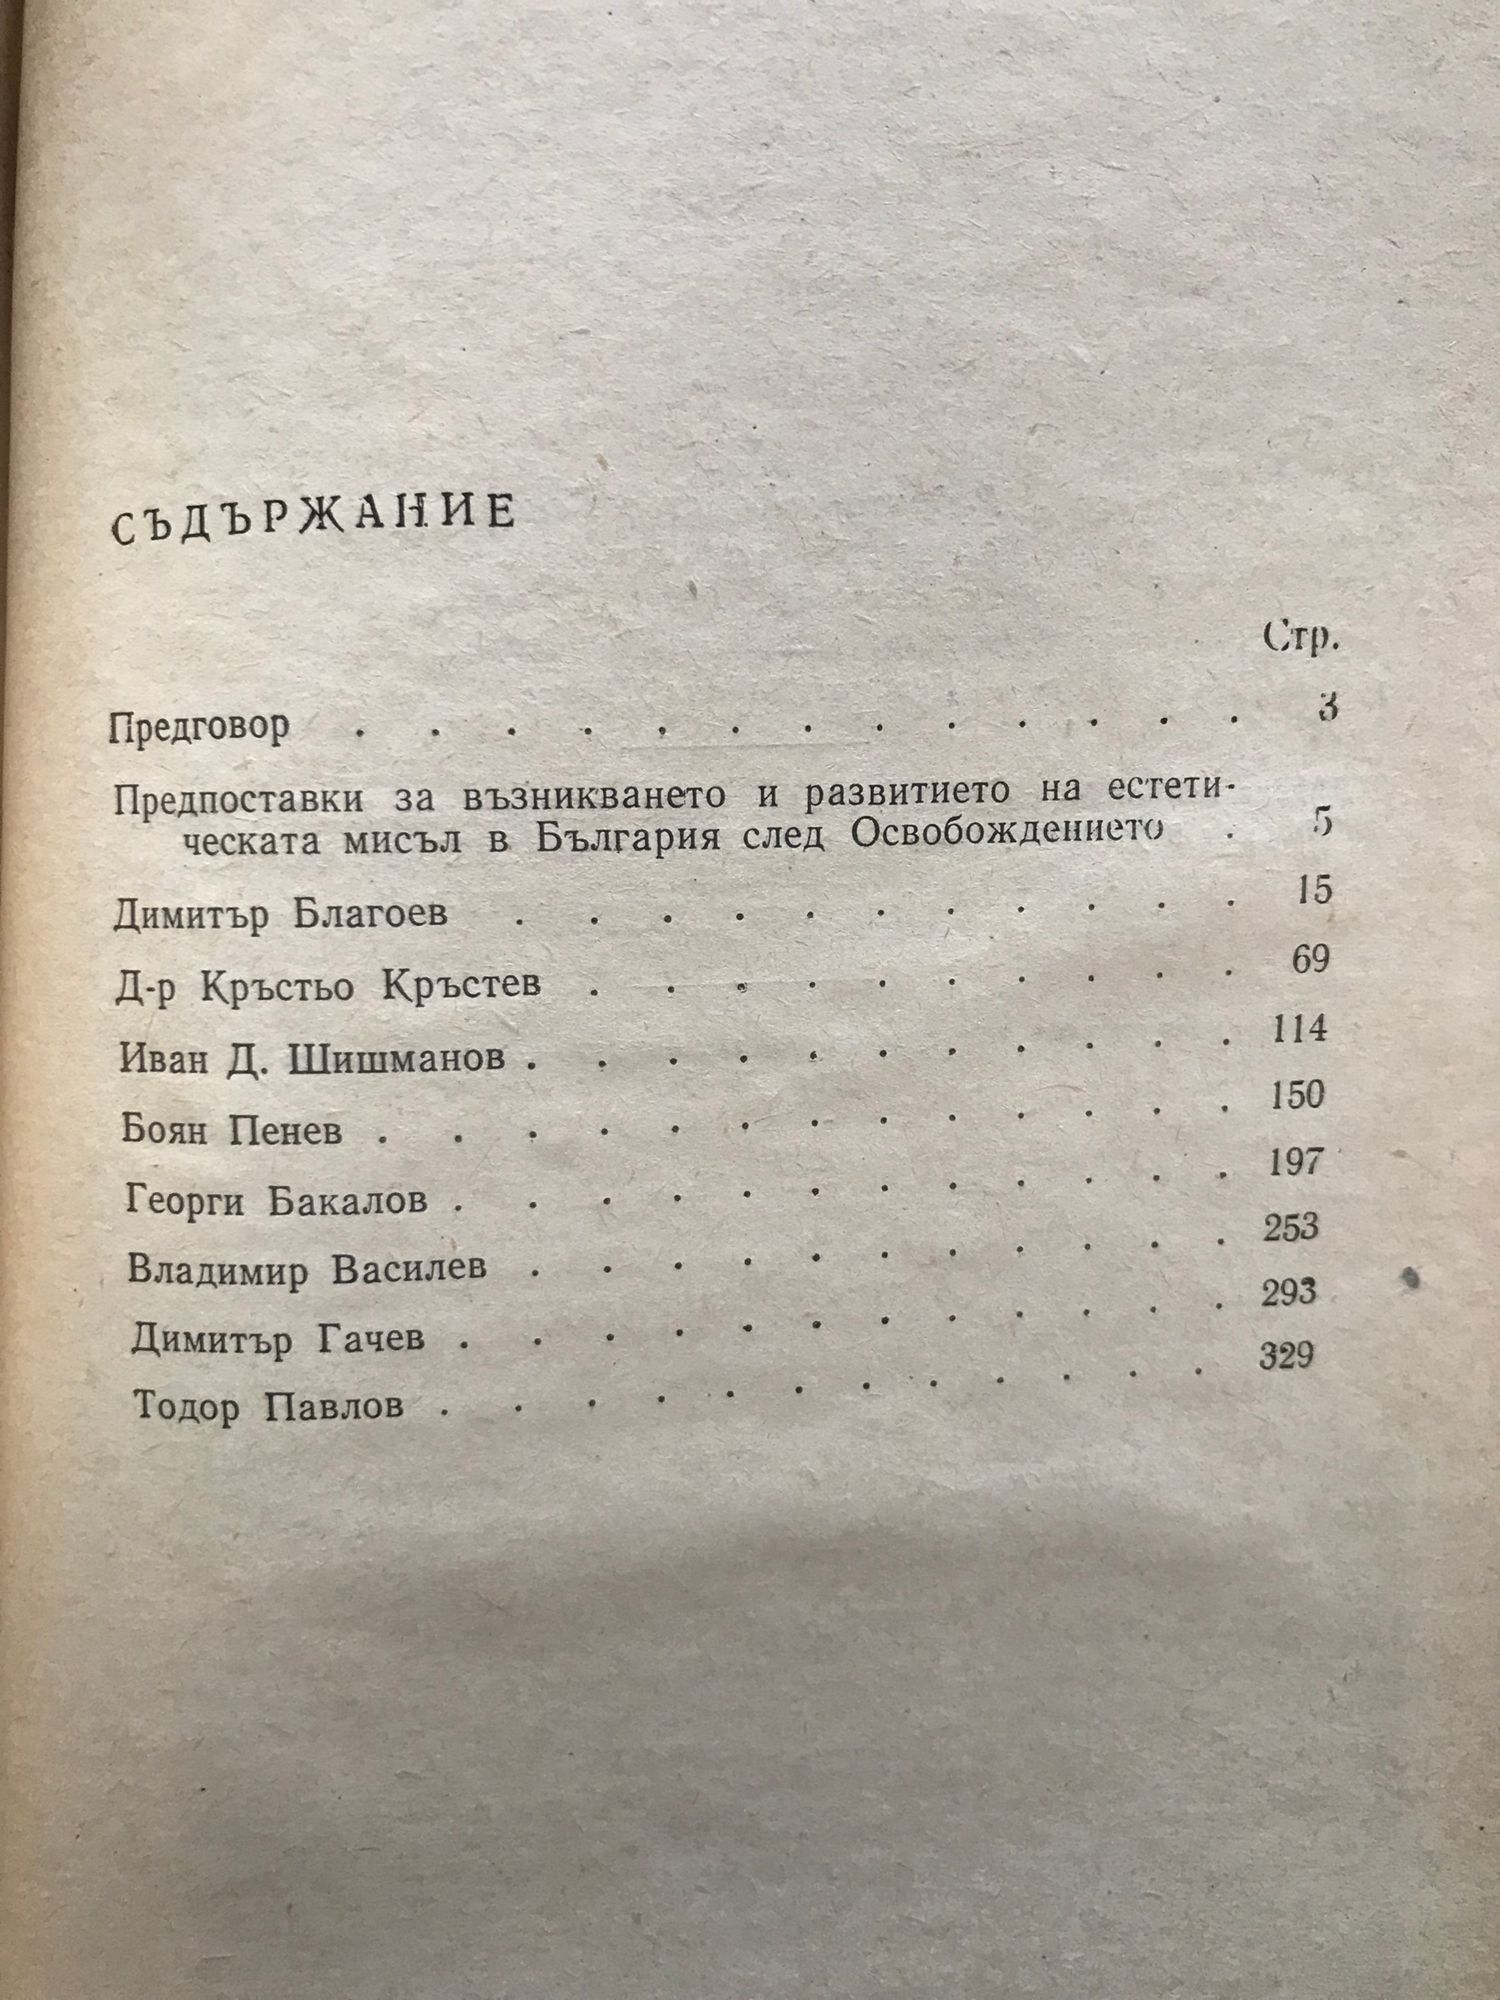 СЪДЪРЖАНИЕ
Стр.
Предговор . . . . . . . . . . . . . 3
Предпоставки за възникването и развитието на естети-
ческата мисъл в България след Освобождението . 5
Димитър Благоев . . . . . . . . . . . 15
Д-р Кръстьо Кръстев . . . . . . . . . . 69
Иван Д. Шишманов . . . . . . . . . . . 114
Боян Пенев . . . . . . . . . . . . . 150
Георги Бакалов . . . . . . . . . . . . 197
Владимир Василев . . . . . . . . . . . 253
Димитър Гачев . . . . . . . . . . . . 293
Тодор Павлов . . . . . . . . . . . . 329